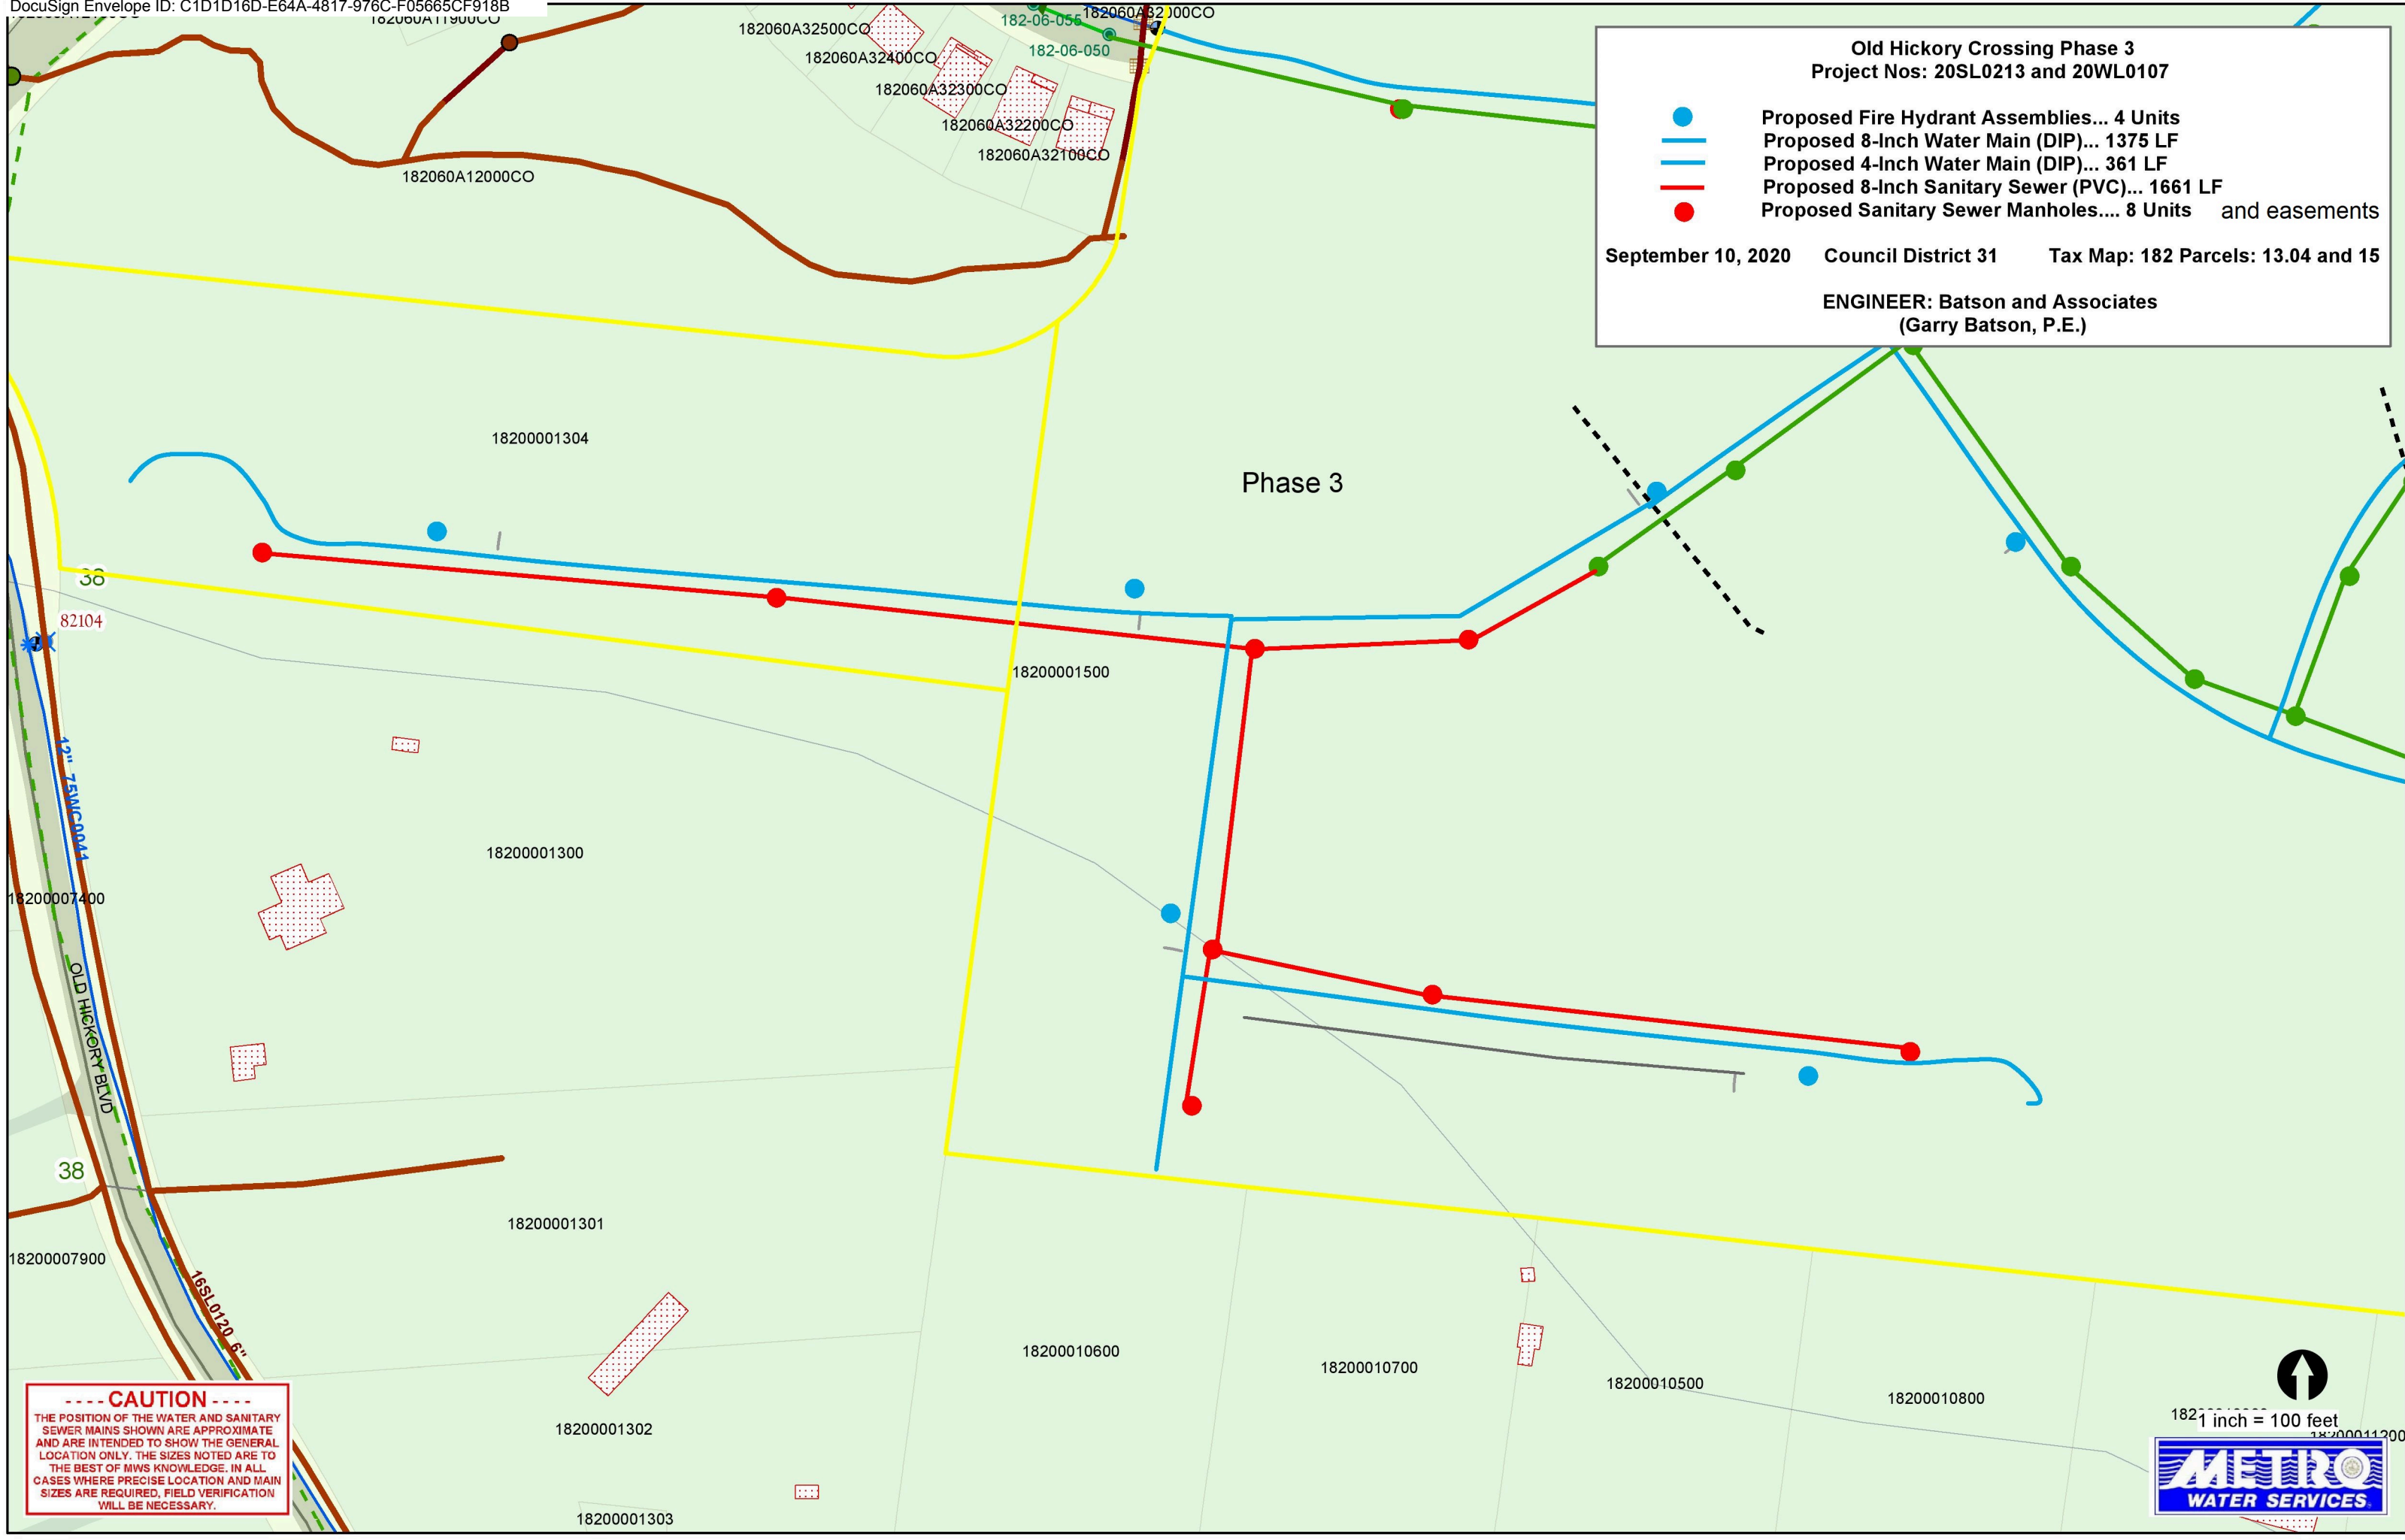 DocuSign Envelope ID: C1D1D16D-E64A-4817-976C-F05665CF918B
182060A11900CO
182060A32000CO
182-06-055
182060A32500CO
182-06-050
182060A32400CO
182060A32300CO
182060A32200CO
182060A32100CO
182060A12000CO
Old Hickory Crossing Phase 3
Project Nos: 20SL0213 and 20WL0107
Proposed Fire Hydrant Assemblies... 4 Units
Proposed 8-Inch Water Main (DIP)... 1375 LF
Proposed 4-Inch Water Main (DIP)... 361 LF
Proposed 8-Inch Sanitary Sewer (PVC)... 1661 LF
Proposed Sanitary Sewer Manholes.... 8 Units and easements
September 10, 2020 Council District 31 Tax Map: 182 Parcels: 13.04 and 15
ENGINEER: Batson and Associates
(Garry Batson, P.E.)
18200001304
Phase 3
38
82104
18200001500
12" 75WC0041
18200001300
18200007400
OLD HICKORY BLVD
38
18200001301
18200007900
16SL0120 6"
18200010600
18200010700
18200010500
18200010800
1 inch = 100 feet
18200011200
18200001302
18200001303
---- CAUTION ----
THE POSITION OF THE WATER AND SANITARY
SEWER MAINS SHOWN ARE APPROXIMATE
AND ARE INTENDED TO SHOW THE GENERAL
LOCATION ONLY. THE SIZES NOTED ARE TO
THE BEST OF MWS KNOWLEDGE. IN ALL
CASES WHERE PRECISE LOCATION AND MAIN
SIZES ARE REQUIRED, FIELD VERIFICATION
WILL BE NECESSARY.
METRO
WATER SERVICES